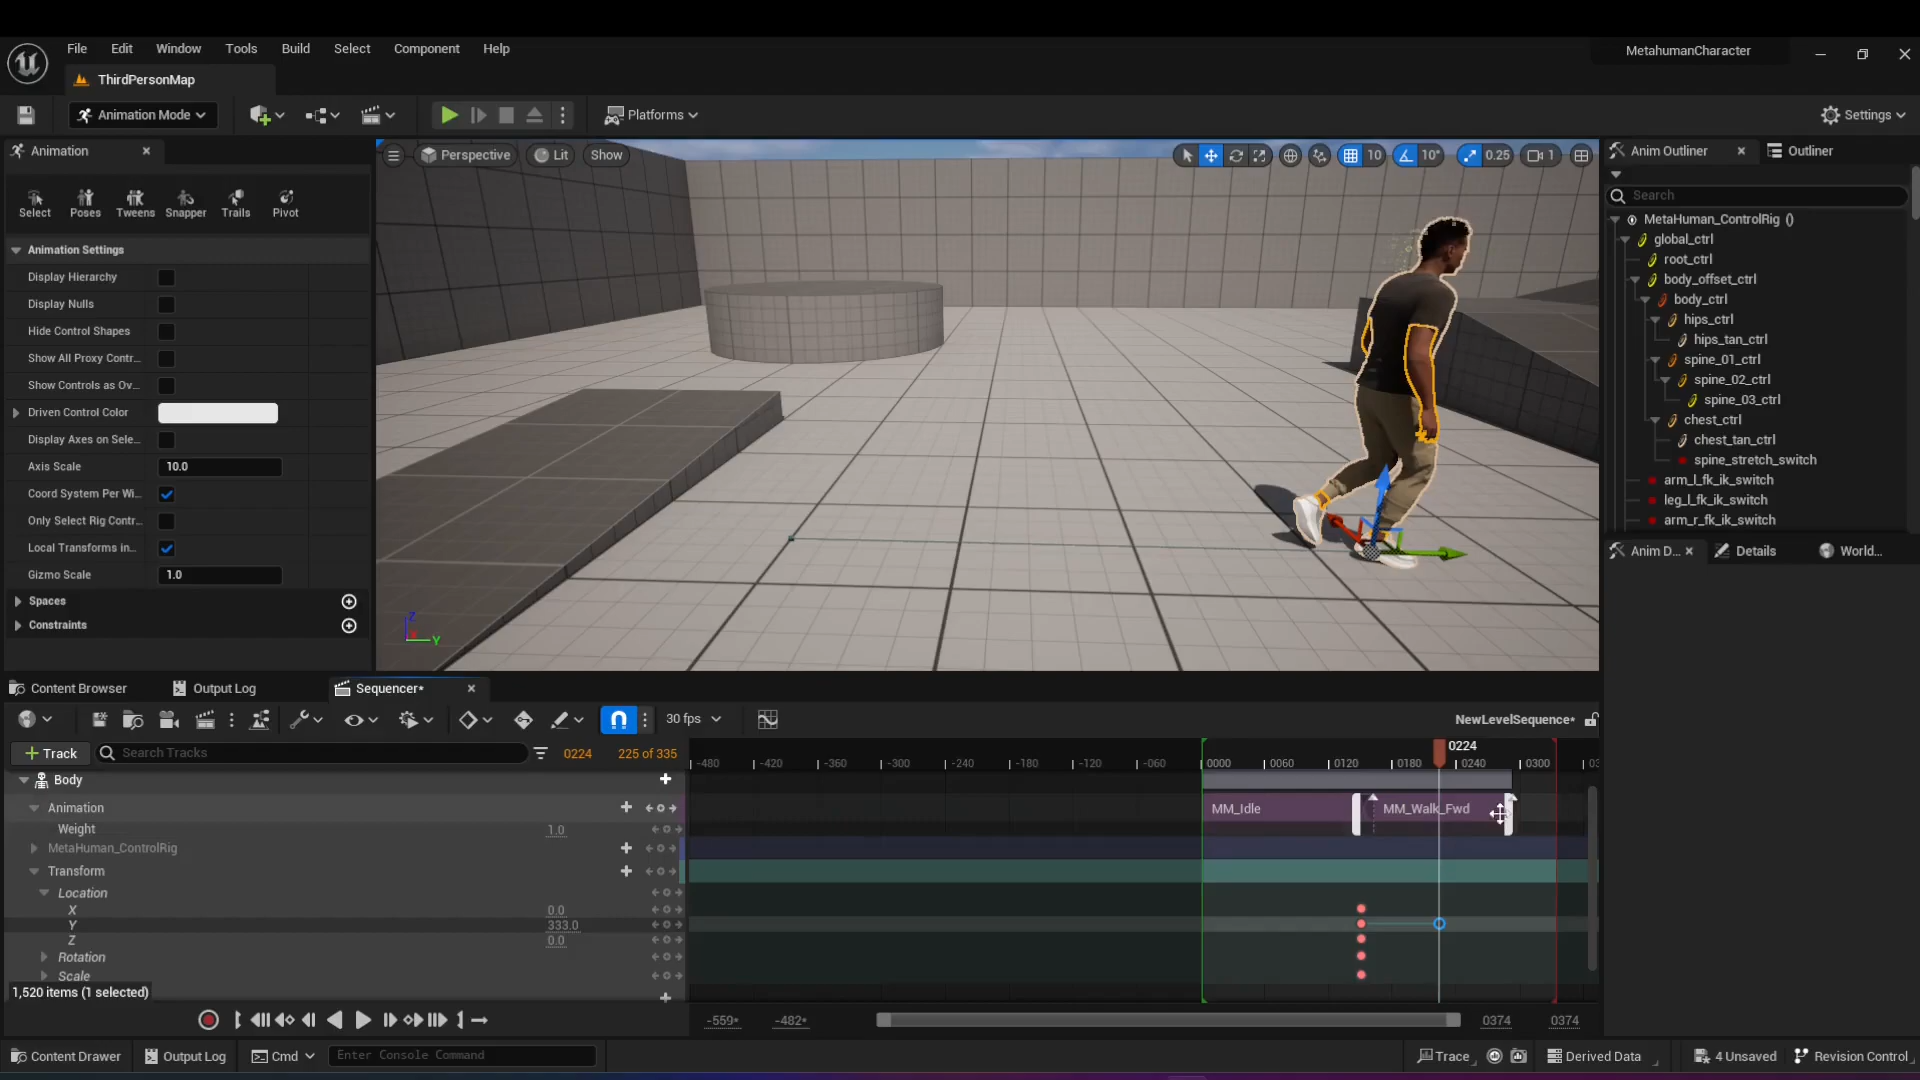 File Edit Window Tools Build Select Component Help
MetahumanCharacter
ThirdPersonMap
Animation Mode
Platforms
Settings
Animation
Perspective Lit Show
10 10° 0.25 1
Anim Outliner Outliner
Select Poses Tweens Snapper Trails Pivot
Search
Animation Settings
Display Hierarchy
Display Nulls
Hide Control Shapes
Show All Proxy Contr...
Show Controls as Ov...
Driven Control Color
Display Axes on Sele...
Axis Scale 10.0
Coord System Per Wi...
Only Select Rig Contr...
Local Transforms in...
Gizmo Scale 1.0
Spaces
Constraints
Z
Y
MetaHuman_ControlRig ()
global_ctrl
root_ctrl
body_offset_ctrl
body_ctrl
hips_ctrl
hips_tan_ctrl
spine_01_ctrl
spine_02_ctrl
spine_03_ctrl
chest_ctrl
chest_tan_ctrl
spine_stretch_switch
arm_l_fk_ik_switch
leg_l_fk_ik_switch
arm_r_fk_ik_switch
Anim D... Details World...
Content Browser Output Log Sequencer*
30 fps
NewLevelSequence*
Track Search Tracks 0224 225 of 335
0224
-480 -420 -360 -300 -240 -180 -120 -060 0000 0060 0120 0180 0240 0300 03
Body
Animation
MM_Idle MM_Walk_Fwd
Weight 1.0
MetaHuman_ControlRig
Transform
Location
X 0.0
Y 333.0
Z 0.0
Rotation
Scale
1,520 items (1 selected)
-559* -482* 0374 0374
Content Drawer Output Log Cmd Enter Console Command
Trace Derived Data 4 Unsaved Revision Control